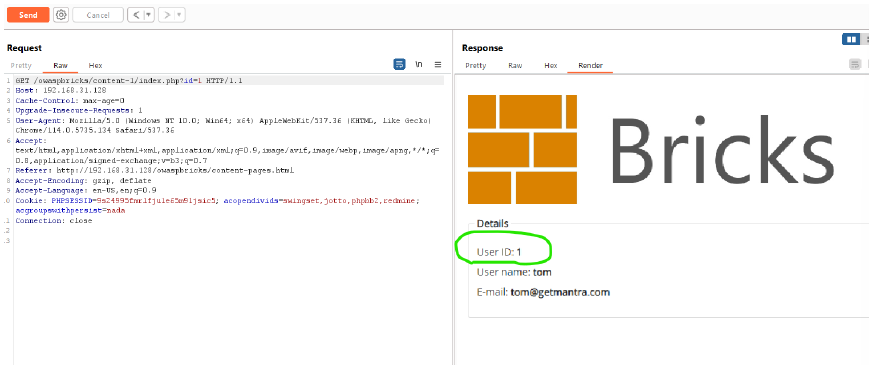 Send Cancel
Request
Pretty Raw Hex \n
1 GET /owaspbricks/content-1/index.php?id=1 HTTP/1.1
2 Host: 192.168.31.128
3 Cache-Control: max-age=0
4 Upgrade-Insecure-Requests: 1
5 User-Agent: Mozilla/5.0 (Windows NT 10.0; Win64; x64) AppleWebKit/537.36 (KHTML, like Gecko)
Chrome/114.0.5735.134 Safari/537.36
6 Accept:
text/html,application/xhtml+xml,application/xml;q=0.9,image/avif,image/webp,image/apng,*/*;q=
0.8,application/signed-exchange;v=b3;q=0.7
7 Referer: http://192.168.31.128/owaspbricks/content-pages.html
8 Accept-Encoding: gzip, deflate
9 Accept-Language: en-US,en;q=0.9
0 Cookie: PHPSESSID= acopendivids=swingset,jotto,phpbb2,redmine;
acgroupswithpersist=nada
.1 Connection: close
.2
.3
Response
Pretty Raw Hex Render
Bricks
Details
User ID: 1
User name: tom
E-mail: tom@getmantra.com